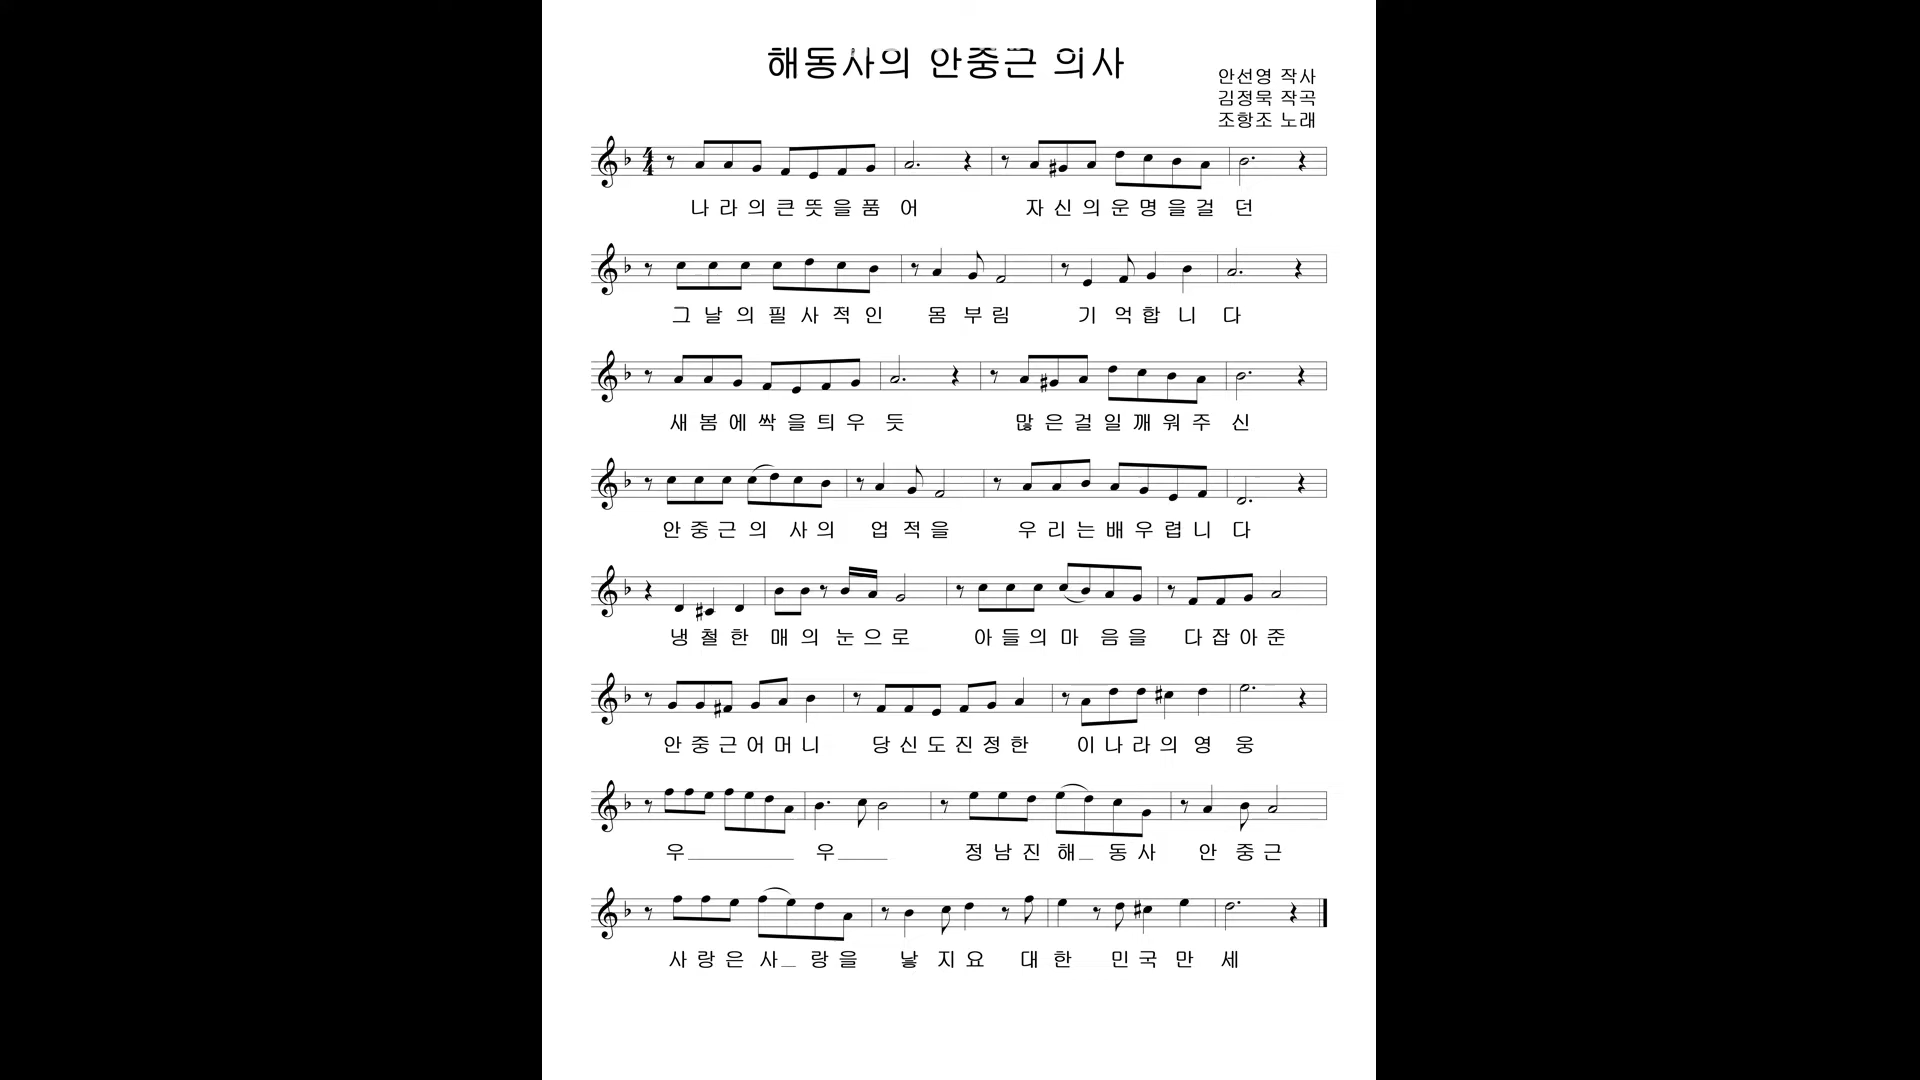 해동사의 안중근 의사
안선영 작사
김정묵 작곡
조항조 노래
나 라 의 큰 뜻 을 품 어 자 신 의 운 명 을 걸 던
그 날 의 필 사 적 인 몸 부 림 기 억 합 니 다
새 봄 에 싹 을 틔 우 듯 많 은 걸 일 깨 워 주 신
안 중 근 의 사 의 업 적 을 우 리 는 배 우 렵 니 다
냉 철 한 매 의 눈 으 로 아 들 의 마 음 을 다 잡 아 준
안 중 근 어 머 니 당 신 도 진 정 한 이 나 라 의 영 웅
우 우 정 남 진 해 동 사 안 중 근
사 랑 은 사 랑 을 낳 지 요 대 한 민 국 만 세